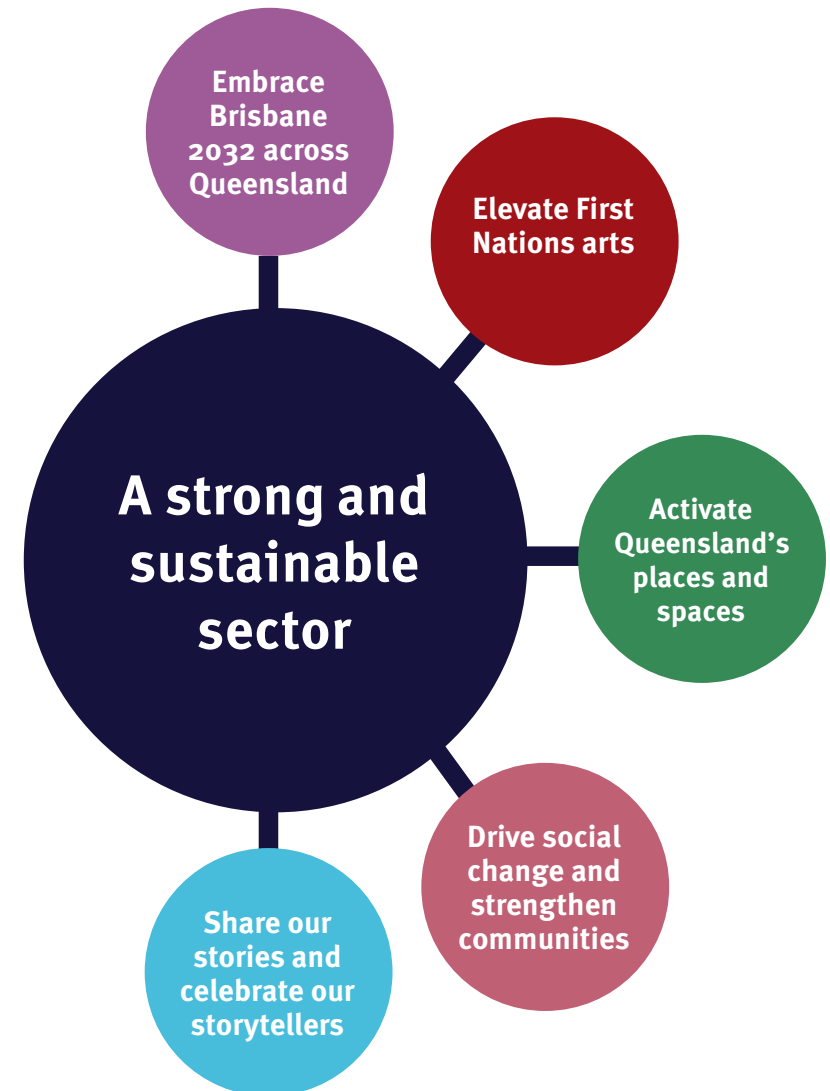 Embrace
Brisbane
2032 across
Queensland
Elevate First
Nations arts
A strong and
sustainable
sector
Activate
Queensland’s
places and
spaces
Drive social
change and
strengthen
communities
Share our
stories and
celebrate our
storytellers